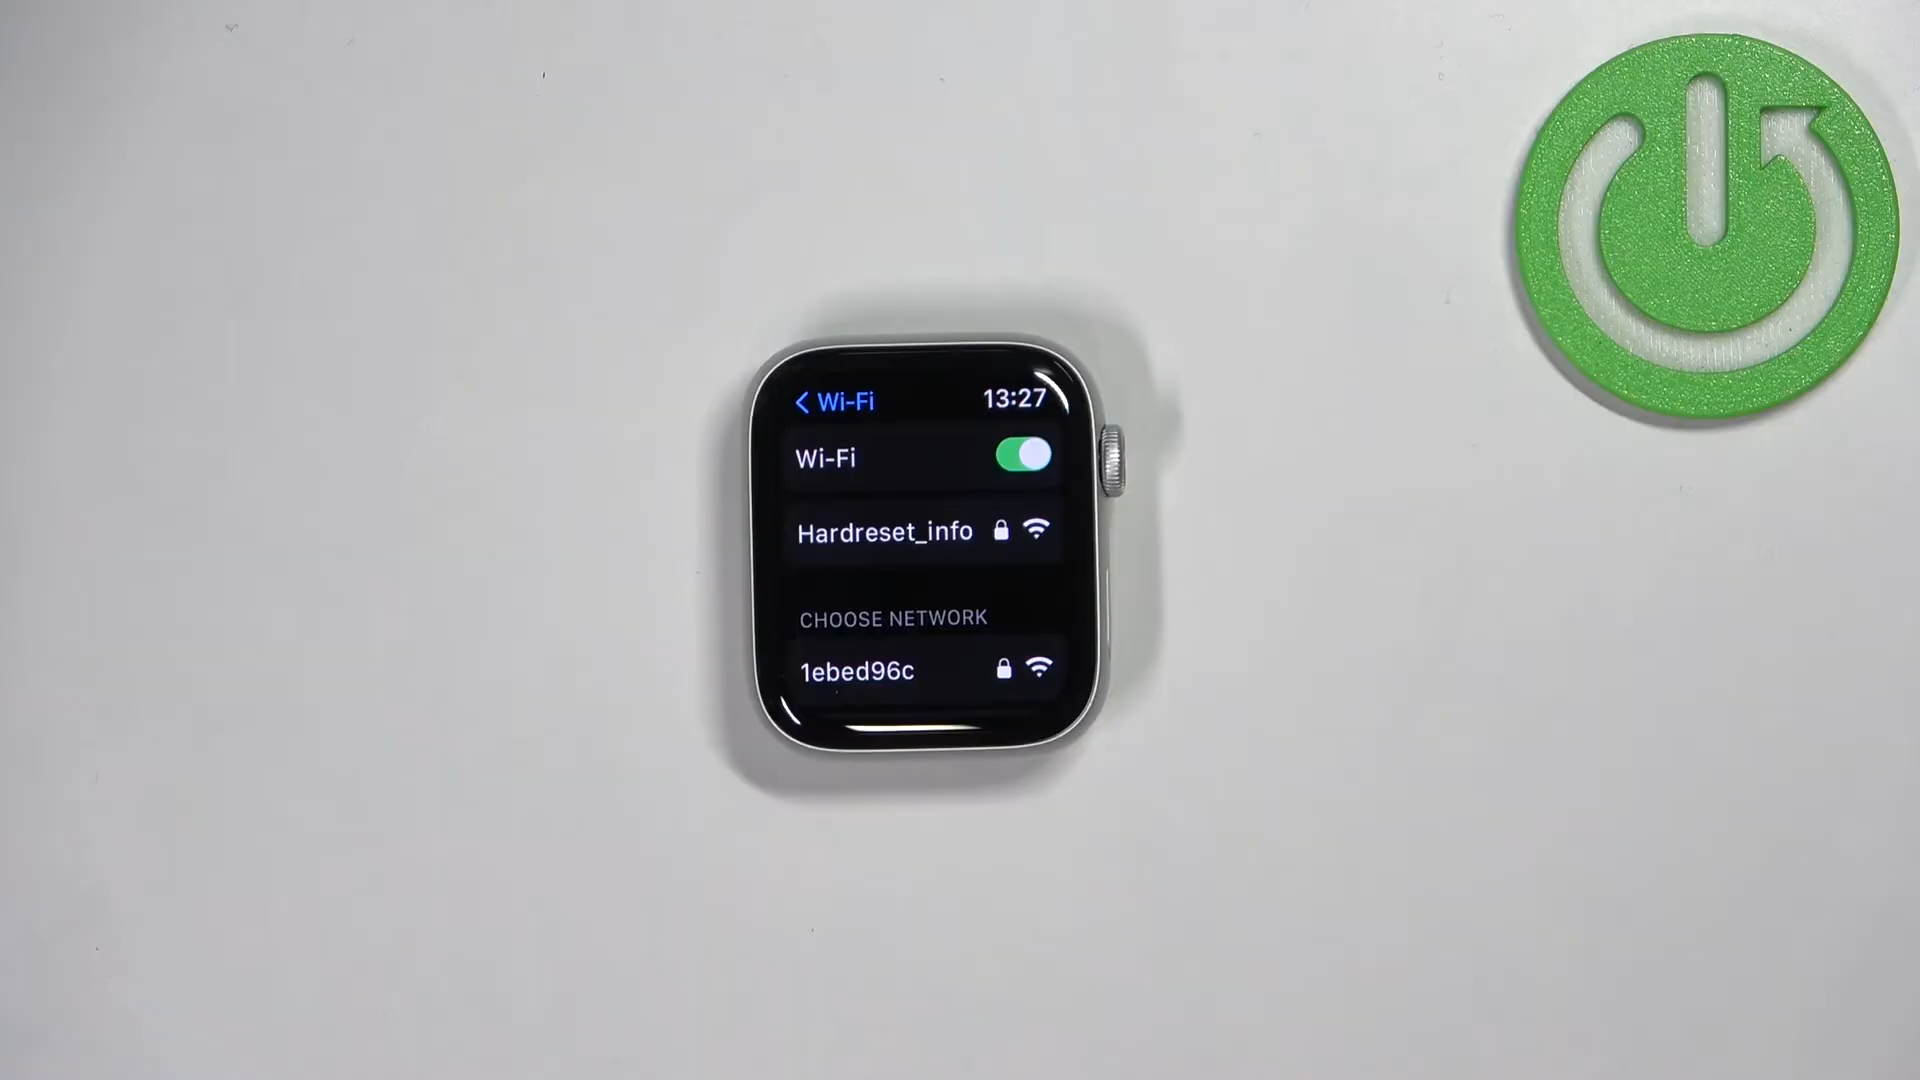 Wi-Fi 13:27
Wi-Fi
Hardreset_info
CHOOSE NETWORK
1ebed96c